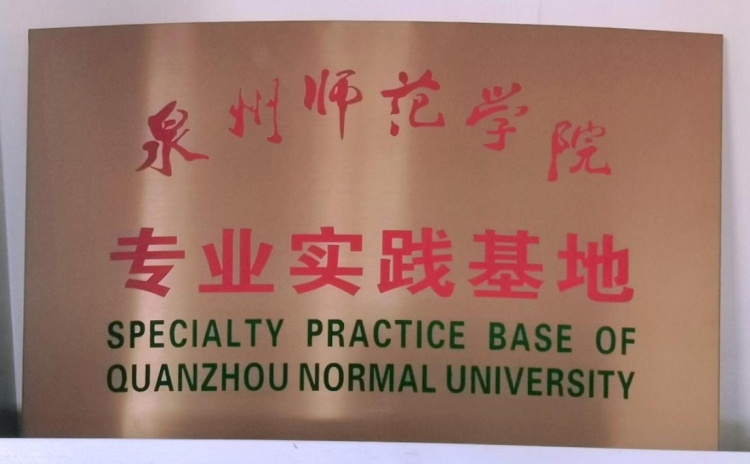 泉州师范学院
专业实践基地
SPECIALTY PRACTICE BASE OF
QUANZHOU NORMAL UNIVERSITY